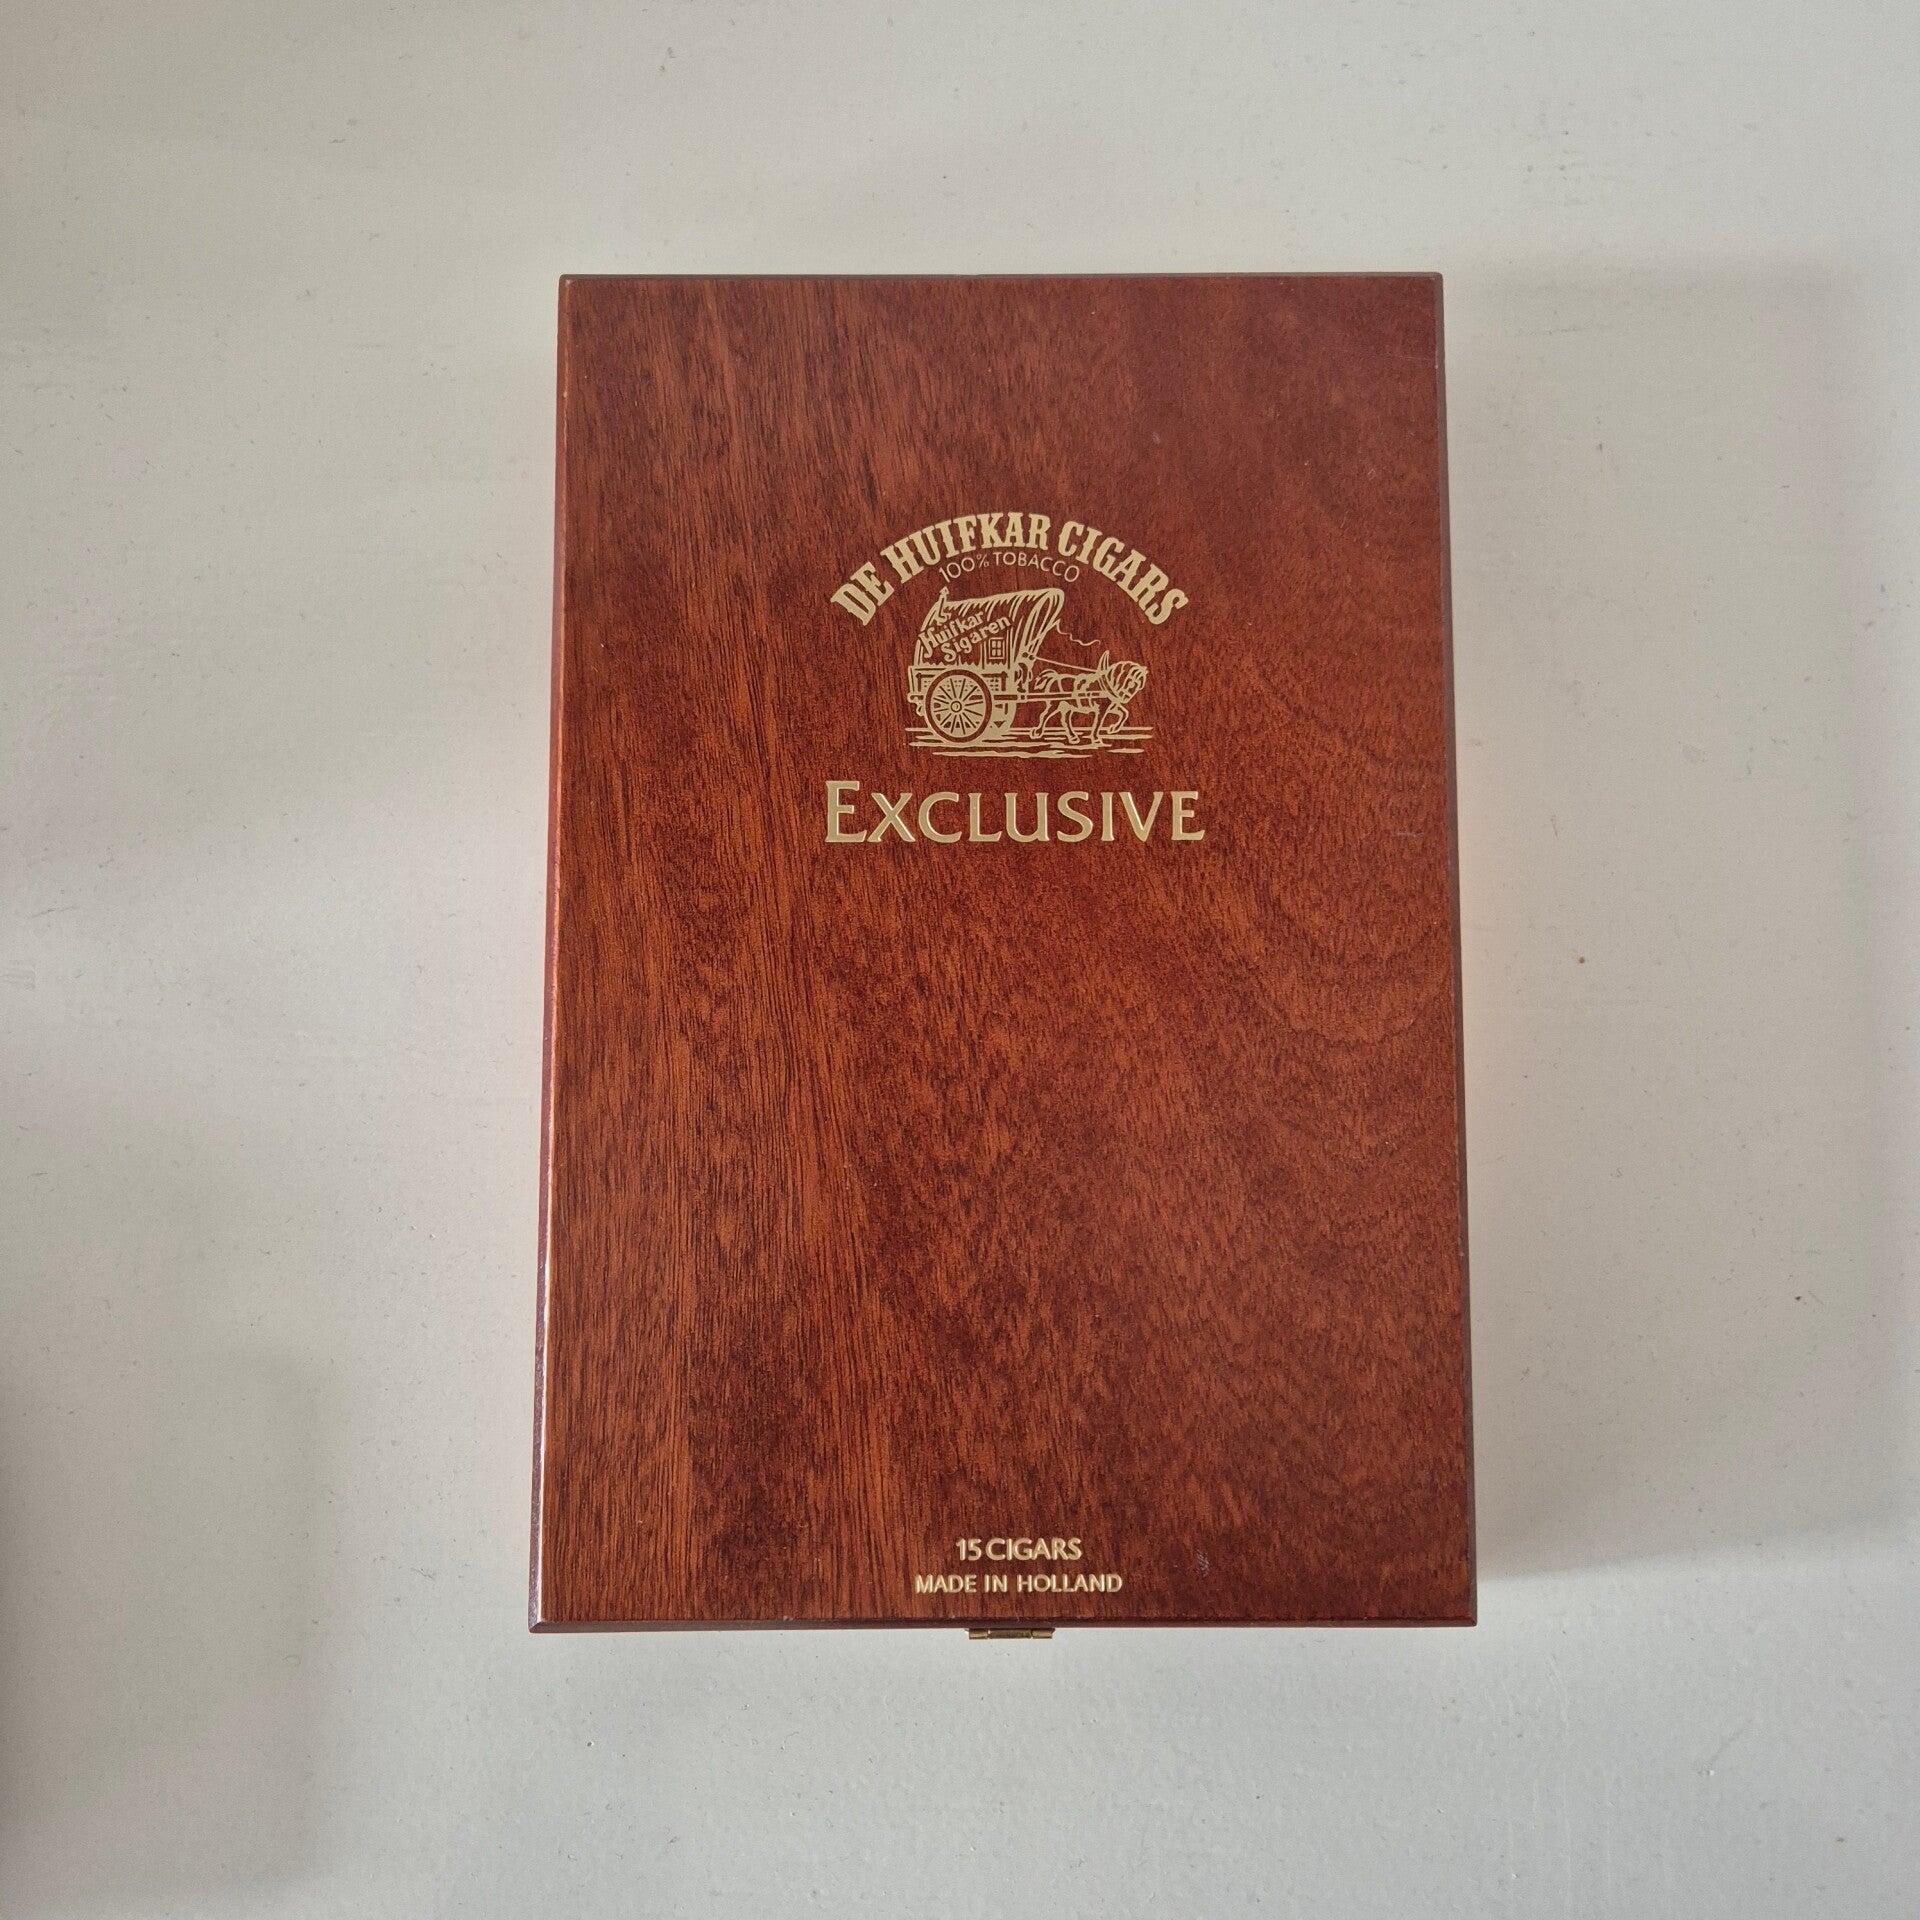 DE HUIFKAR CIGARS
100% TOBACCO
Huifkar
Sigaren
EXCLUSIVE
15 CIGARS
MADE IN HOLLAND